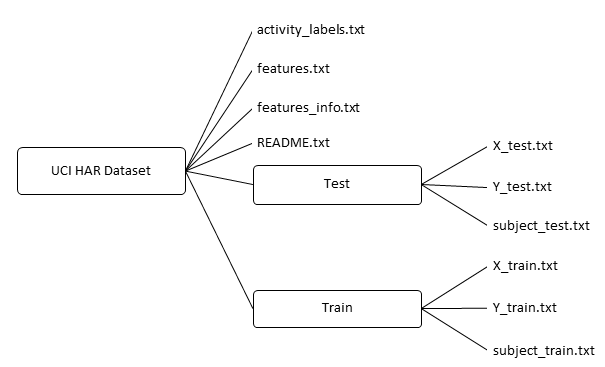 activity_labels.txt
features.txt
features_info.txt
README.txt
UCI HAR Dataset
Test
X_test.txt
Y_test.txt
subject_test.txt
Train
X_train.txt
Y_train.txt
subject_train.txt